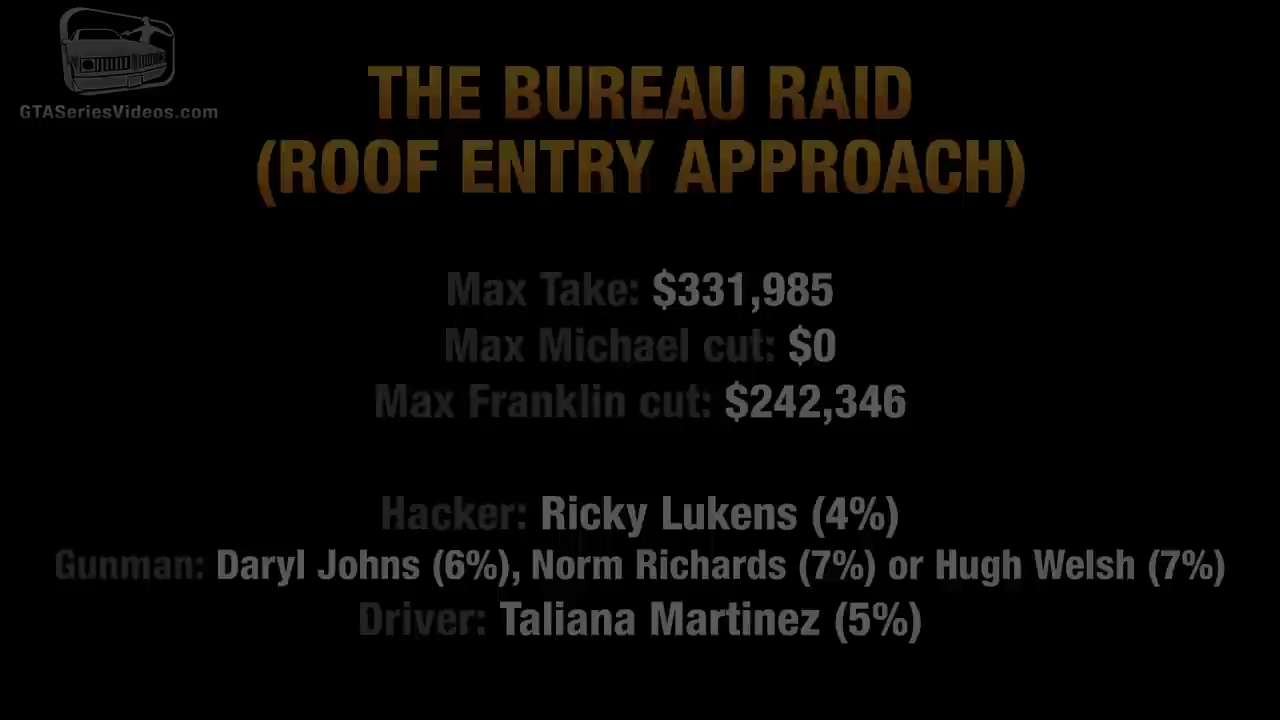 GTASeriesVideos.com
THE BUREAU RAID
(ROOF ENTRY APPROACH)
Max Take: $331,985
Max Michael cut: $0
Max Franklin cut: $242,346
Hacker: Ricky Lukens (4%)
Gunman: Daryl Johns (6%), Norm Richards (7%) or Hugh Welsh (7%)
Driver: Taliana Martinez (5%)